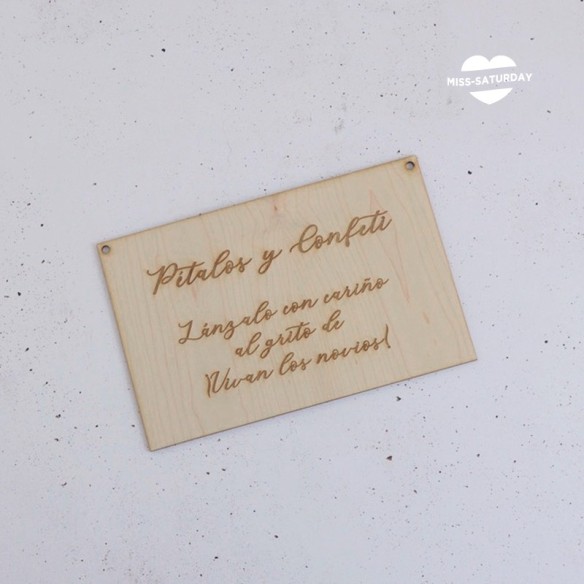 MISS-SATURDAY
Pétalos y Confeti
Lánzalo con cariño
al grito de
¡Vivan los novios!